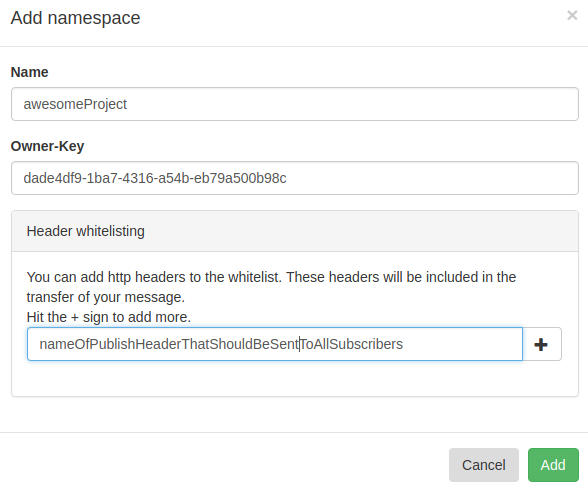 Add namespace
×
Name
awesomeProject
Owner-Key
dade4df9-1ba7-4316-a54b-eb79a500b98c
Header whitelisting
You can add http headers to the whitelist. These headers will be included in the
transfer of your message.
Hit the + sign to add more.
nameOfPublishHeaderThatShouldBeSentToAllSubscribers
+
Cancel
Add